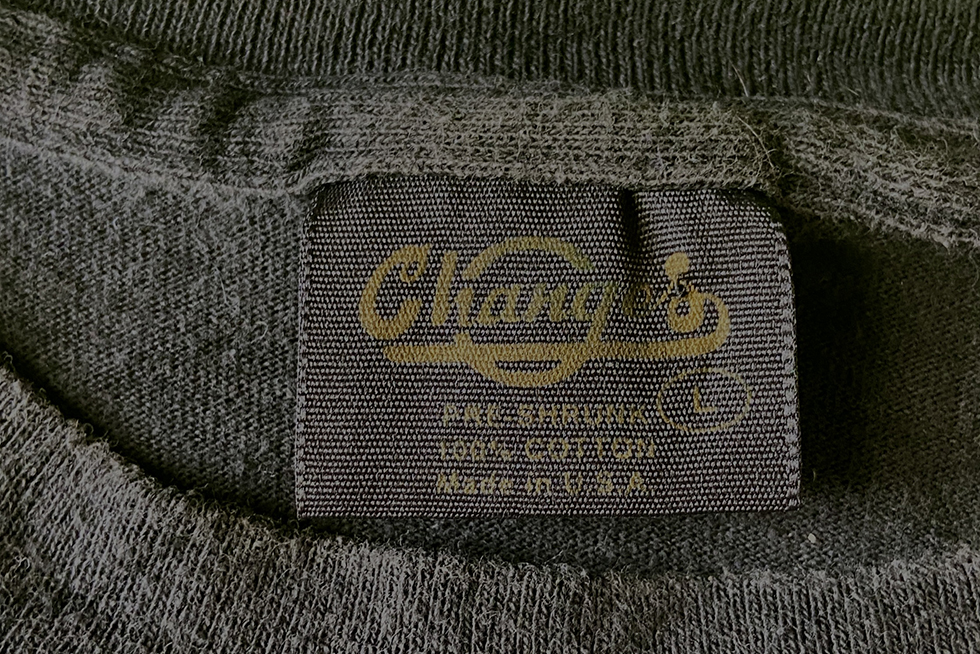 Changes
L
PRE SHRUNK
100% COTTON
Made in U.S.A.